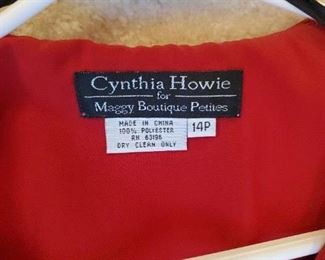 Cynthia Howie
for
Maggy Boutique Petites
MADE IN CHINA
100% POLYESTER
RN 63196
DRY CLEAN ONLY
14P